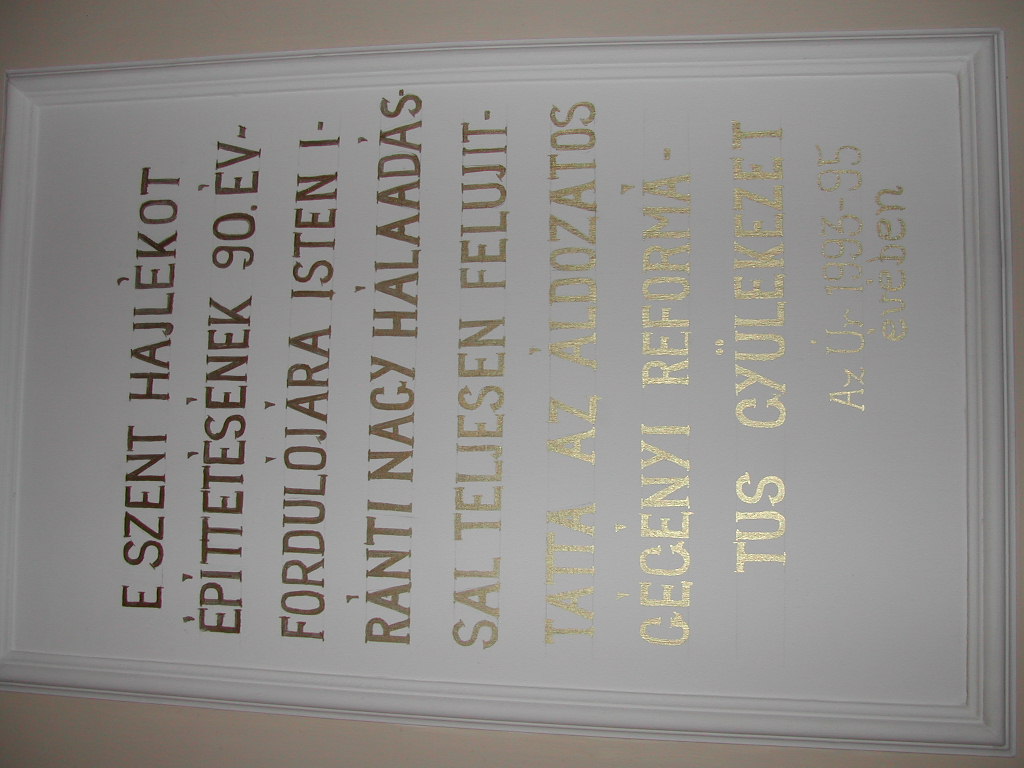 E SZENT HAJLÉKOT
ÉPÍTTETÉSÉNEK 90. ÉV-
FORDULÓJÁRA ISTEN I-
RÁNTI NAGY HÁLAADÁS-
SAL TELJESEN FELUJIT-
TATTA AZ ÁLDOZATOS
GÉGÉNYI REFORMÁ-
TUS GYÜLEKEZET
Az Úr 1993-95
évében